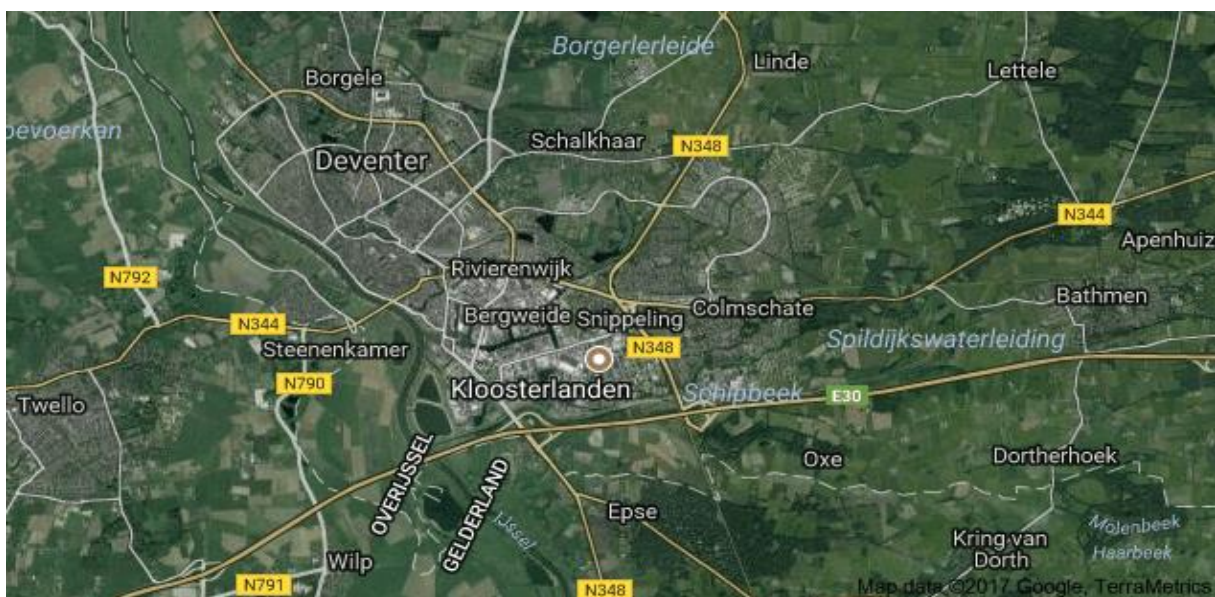 Borgerlerleide
Linde
Lettele
Borgele
oevoerkan
Schalkhaar
N348
Deventer
N344
Apenhuiz
Rivierenwijk
N792
Bathmen
Colmschate
Bergweide
Snippeling
N344
Spildijkswaterleiding
Steenenkamer
N348
N790
Kloosterlanden
Schipbeek
E30
Twello
Oxe
Dortherhoek
OVERIJSSEL
GELDERLAND
Epse
IJssel
Molenbeek
Haarbeek
Kring van
Dorth
Wilp
N791
N348
Map data ©2017 Google, TerraMetrics